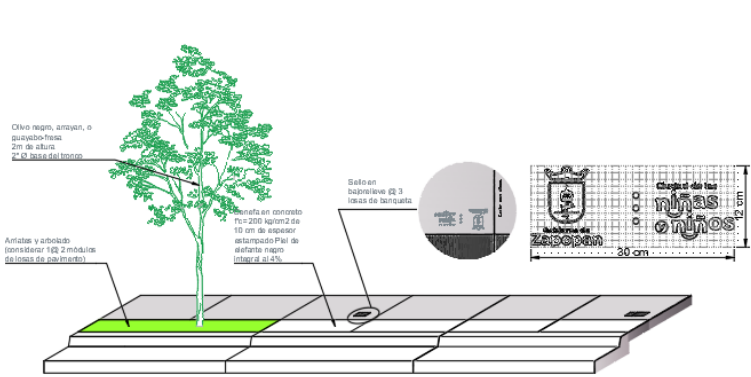 Olivo negro, arrayan, o
guayabo-fresa
2m de altura
2" Ø base del tronco
Arriates y arbolado
(considerar 1@ 2 módulos
de losas de pavimento)
Cenefa en concreto
f'c= 200 kg/cm2 de
10 cm de espesor
estampado Piel de
elefante negro
integral al 4%
Sello en
bajorrelieve @ 3
losas de banqueta
Gobierno de
Zapopan
Ciudad de las
niñas
y niños
30 cm
12 cm